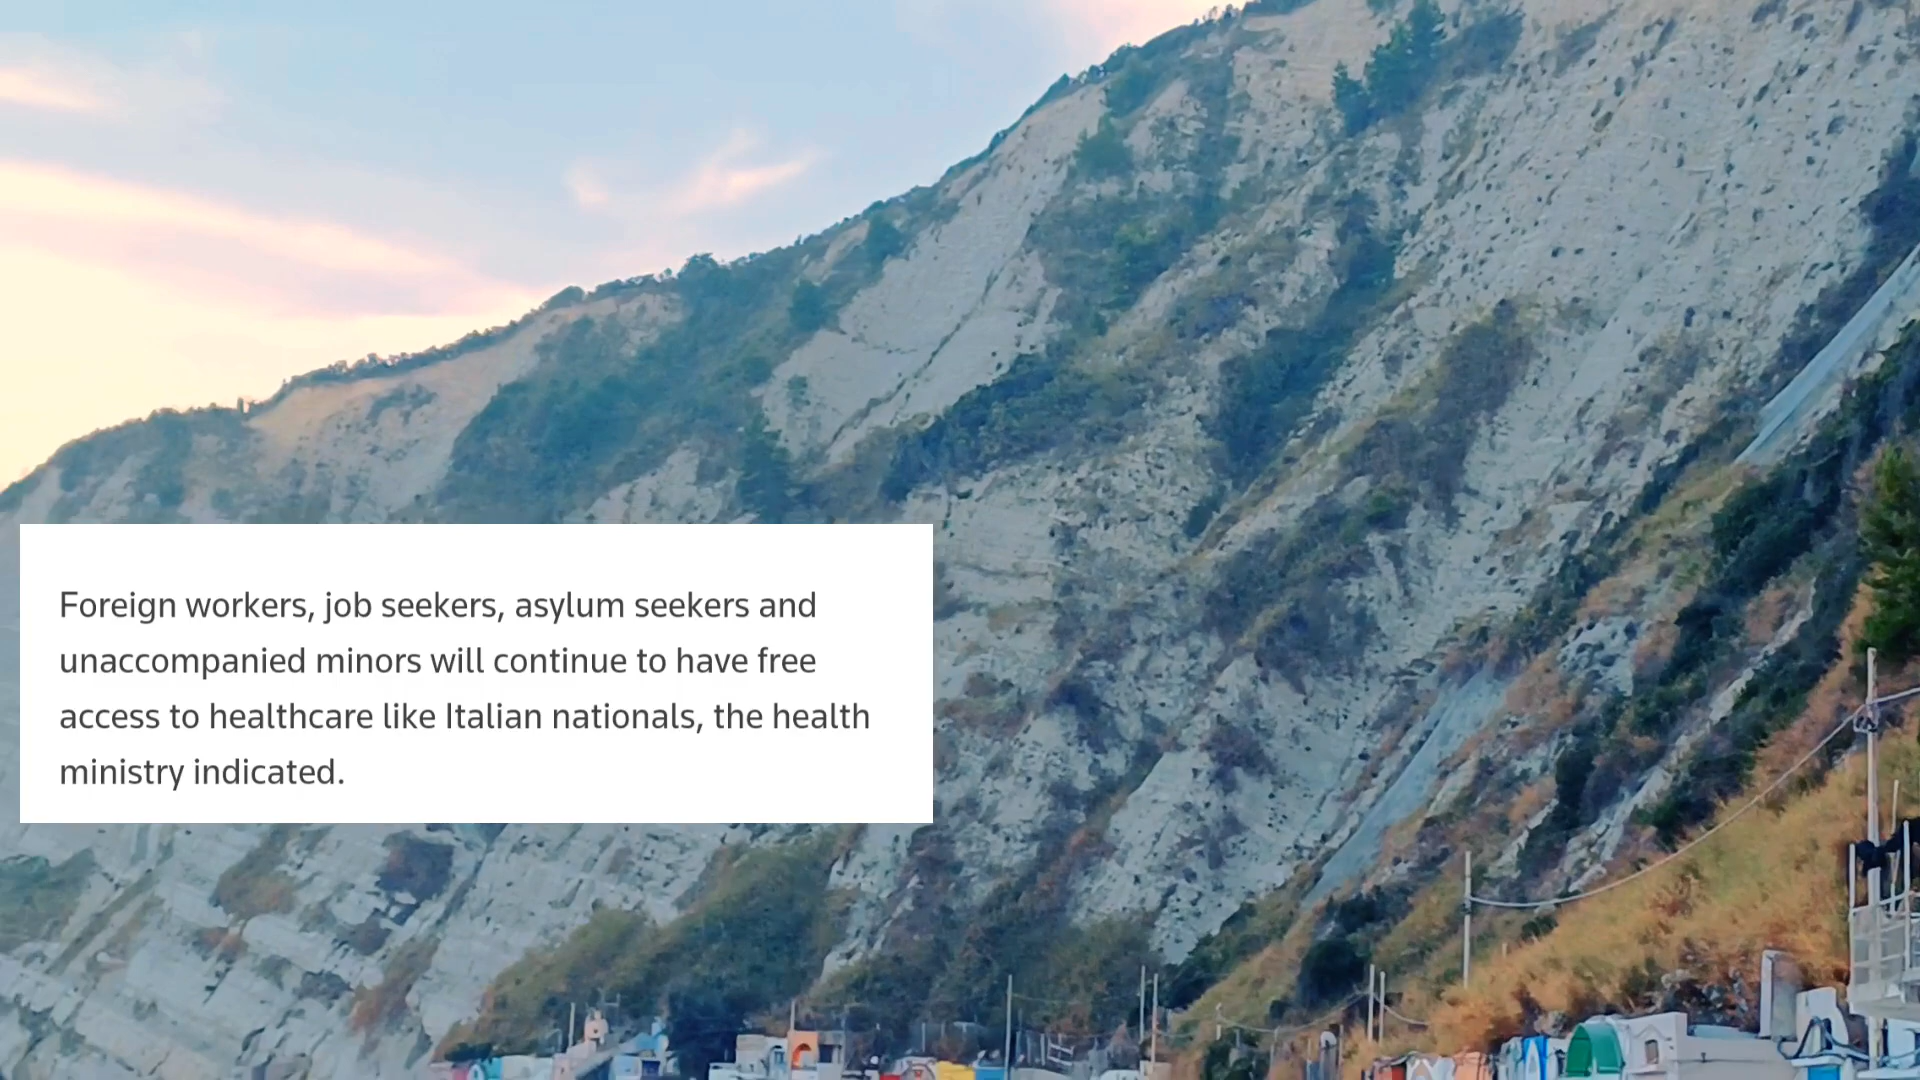 Foreign workers, job seekers, asylum seekers and
unaccompanied minors will continue to have free
access to healthcare like Italian nationals, the health
ministry indicated.